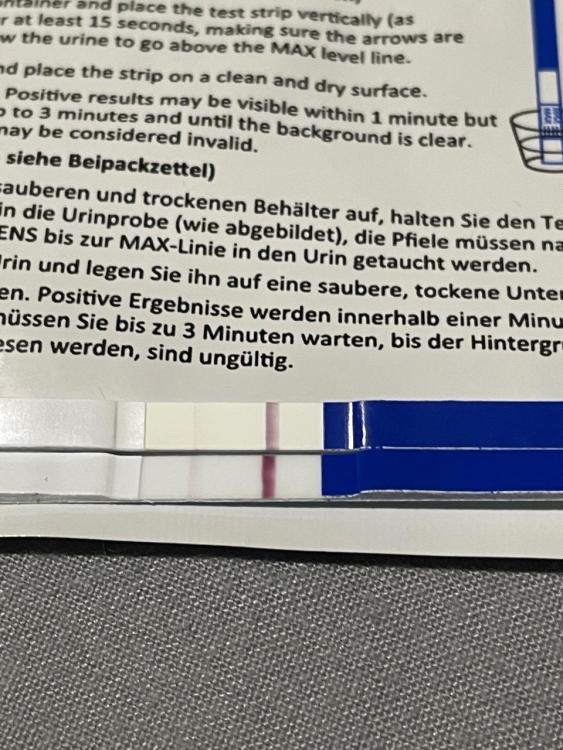 and place the test strip vertically (as
at least 15 seconds, making sure the arrows are
the urine to go above the MAX level line.
place the strip on a clean and dry surface.
Positive results may be visible within 1 minute but
to 3 minutes and until the background is clear.
may be considered invalid.
siehe Beipackzettel)
sauberen und trockenen Behälter auf, halten Sie den
in die Urinprobe (wie abgebildet), die Pfiele müssen
bis zur MAX-Linie in den Urin getaucht werden.
und legen Sie ihn auf eine saubere, tockene
Positive Ergebnisse werden innerhalb einer
müssen Sie bis zu 3 Minuten warten, bis der
werden, sind ungültig.